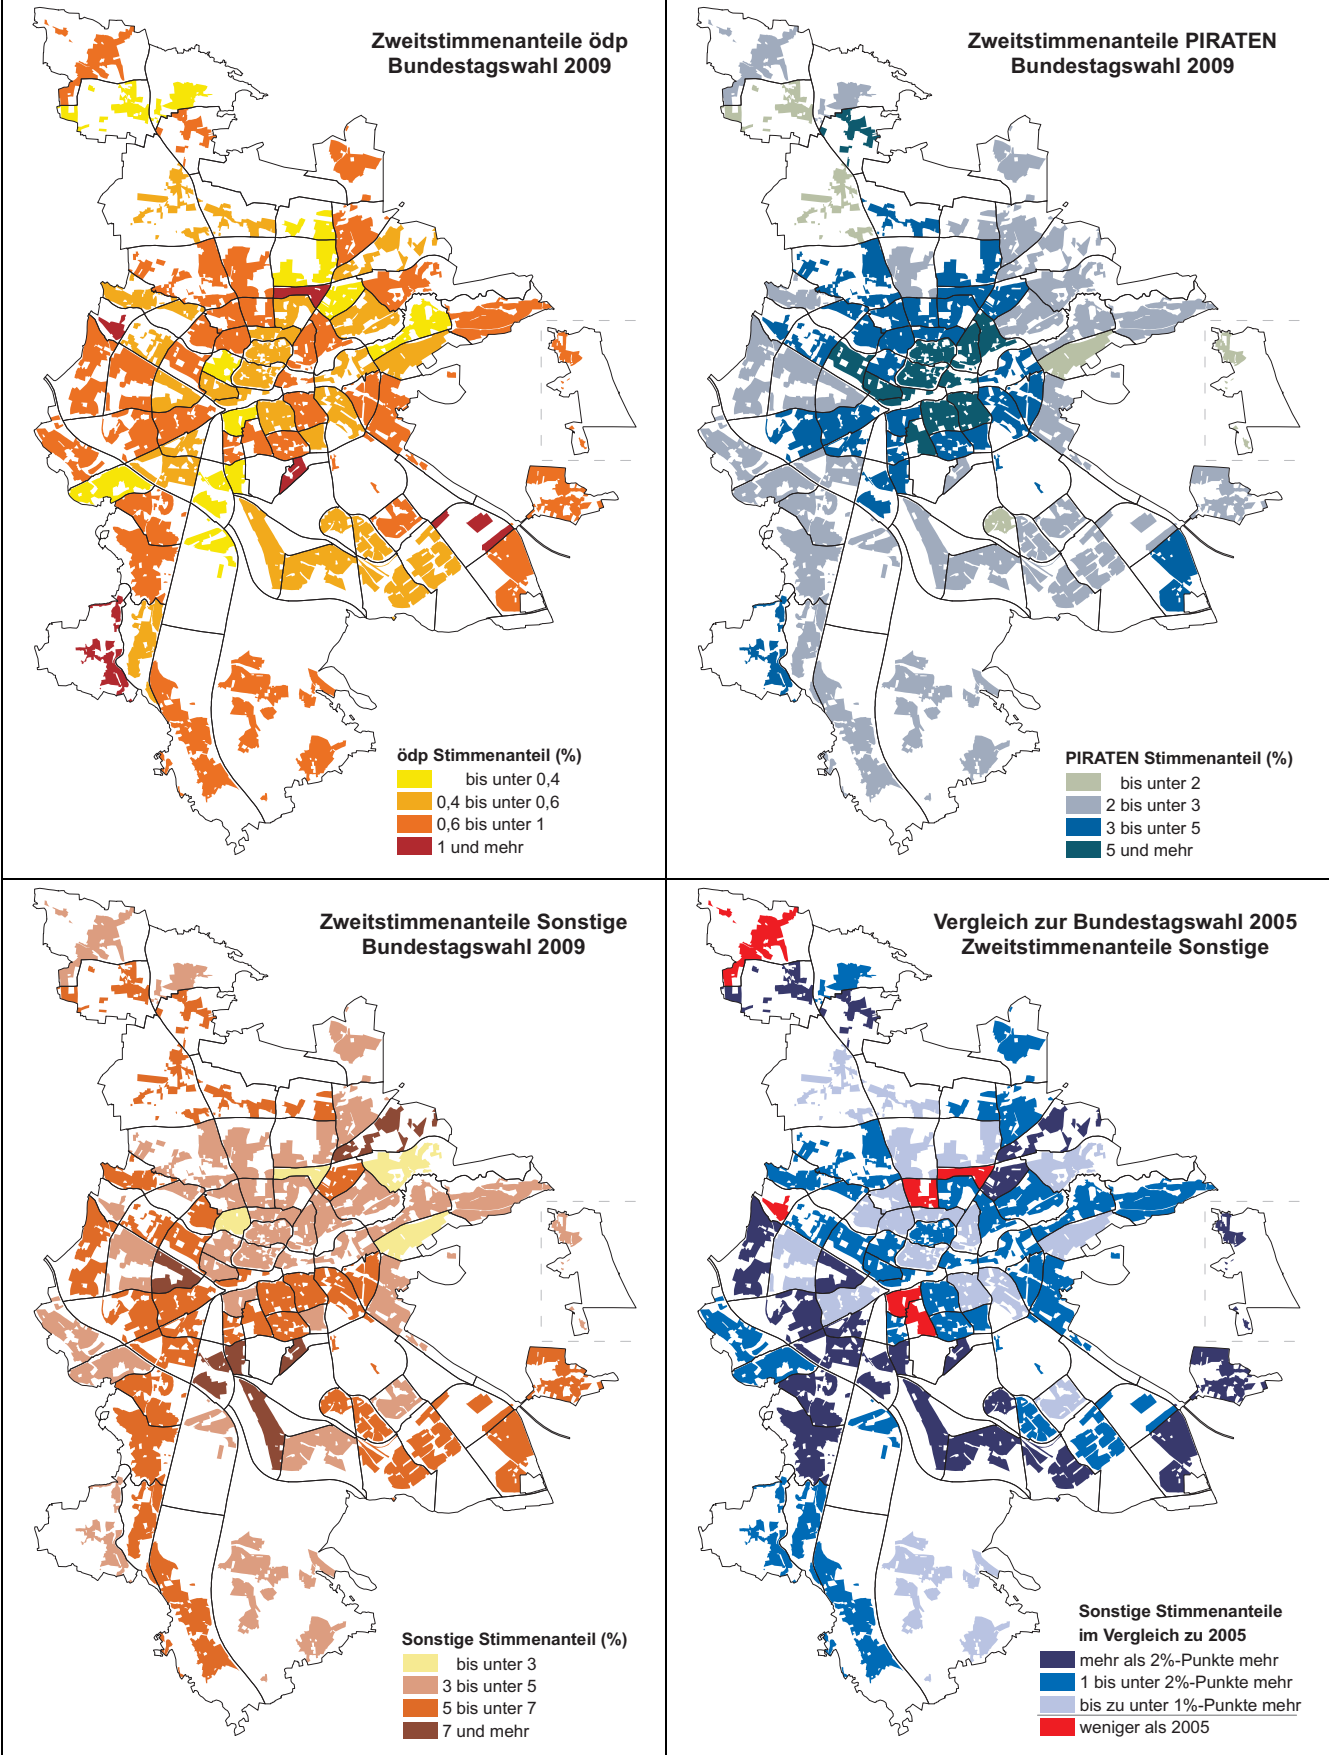 Zweitstimmenanteile ödp
Bundestagswahl 2009
ödp Stimmenanteil (%)
bis unter 0,4
0,4 bis unter 0,6
0,6 bis unter 1
1 und mehr
Zweitstimmenanteile PIRATEN
Bundestagswahl 2009
PIRATEN Stimmenanteil (%)
bis unter 2
2 bis unter 3
3 bis unter 5
5 und mehr
Zweitstimmenanteile Sonstige
Bundestagswahl 2009
Sonstige Stimmenanteil (%)
bis unter 3
3 bis unter 5
5 bis unter 7
7 und mehr
Vergleich zur Bundestagswahl 2005
Zweitstimmenanteile Sonstige
Sonstige Stimmenanteile
im Vergleich zu 2005
mehr als 2%-Punkte mehr
1 bis unter 2%-Punkte mehr
bis zu unter 1%-Punkte mehr
weniger als 2005